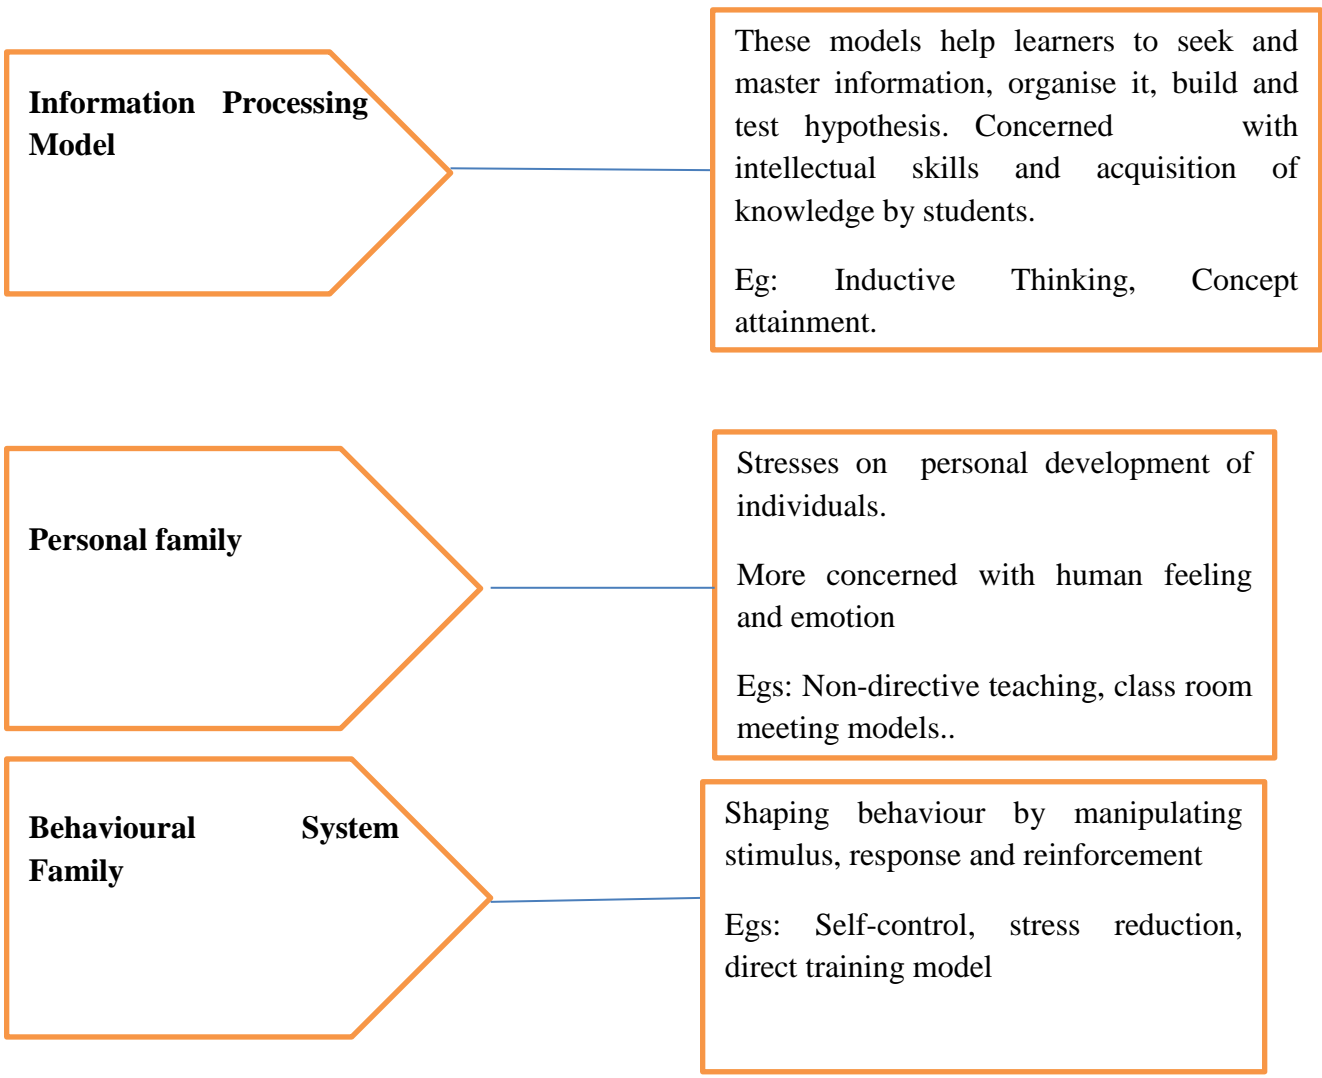 Information Processing
Model
These models help learners to seek and
master information, organise it, build and
test hypothesis. Concerned with
intellectual skills and acquisition of
knowledge by students.
Eg: Inductive Thinking, Concept
attainment.
Personal family
Stresses on personal development of
individuals.
More concerned with human feeling
and emotion
Egs: Non-directive teaching, class room
meeting models..
Behavioural System
Family
Shaping behaviour by manipulating
stimulus, response and reinforcement
Egs: Self-control, stress reduction,
direct training model